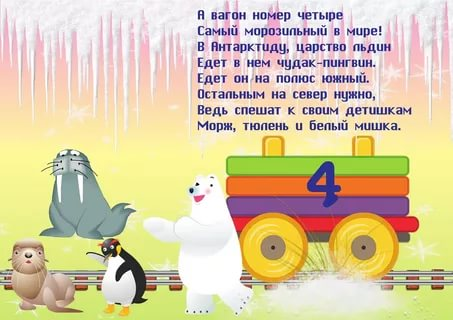 А вагон номер четыре
Самый морозильный в мире!
В Антарктиду, царство льдин
Едет в нем чудак-пингвин.
Едет он на полюс южный.
Остальным на север нужно,
Ведь спешат к своим детишкам
Морж, тюлень и белый мишка.
4